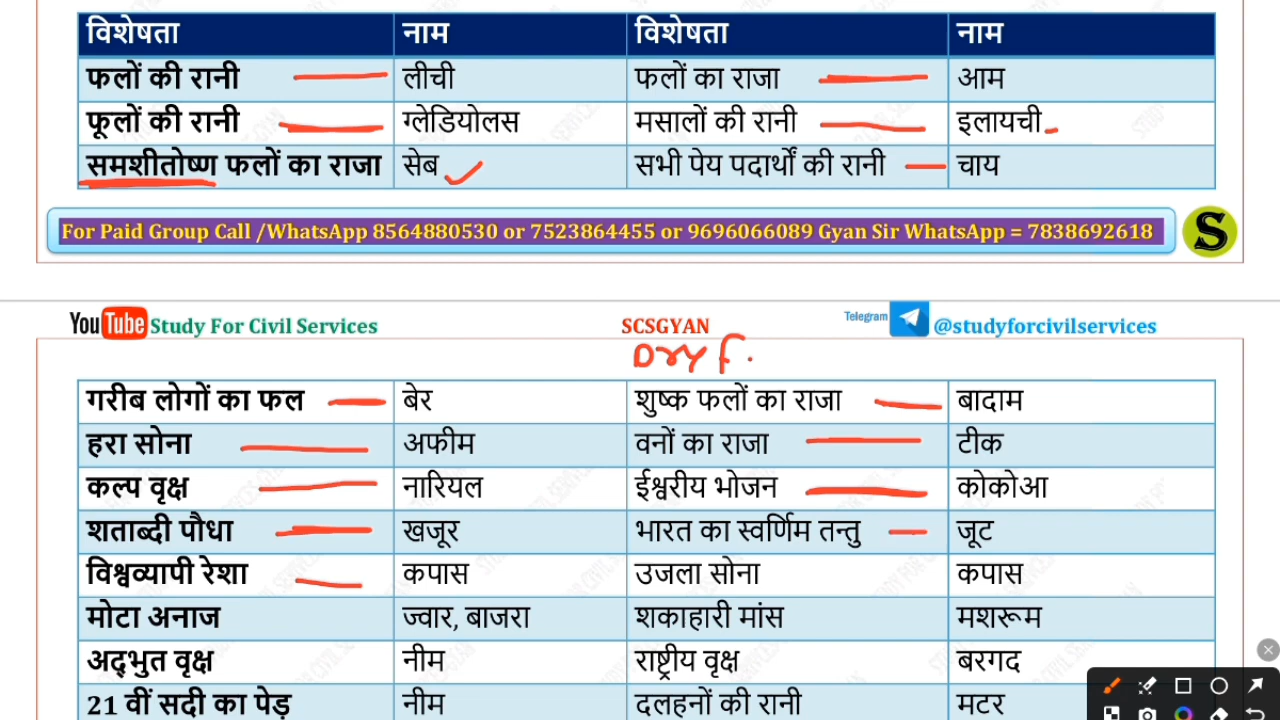 विशेषता नाम विशेषता नाम
फलों की रानी लीची फलों का राजा आम
फूलों की रानी ग्लेडियोलस मसालों की रानी इलायची
समशीतोष्ण फलों का राजा सेब सभी पेय पदार्थों की रानी चाय
For Paid Group Call /WhatsApp 8564880530 or 7523864455 or 9696066089 Gyan Sir WhatsApp = 7838692618 S
YouTube Study For Civil Services SCSGYAN Telegram @studyforcivilservices
Dry f.
गरीब लोगों का फल बेर शुष्क फलों का राजा बादाम
हरा सोना अफीम वनों का राजा टीक
कल्प वृक्ष नारियल ईश्वरीय भोजन कोकोआ
शताब्दी पौधा खजूर भारत का स्वर्णिम तन्तु जूट
विश्वव्यापी रेशा कपास उजला सोना कपास
मोटा अनाज ज्वार, बाजरा शकाहारी मांस मशरूम
अद्भुत वृक्ष नीम राष्ट्रीय वृक्ष बरगद
21 वीं सदी का पेड़ नीम दलहनों की रानी मटर